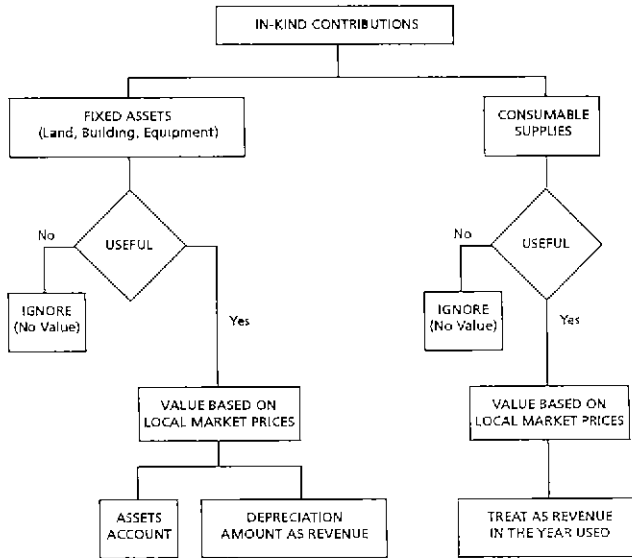 IN-KIND CONTRIBUTIONS
FIXED ASSETS
(Land, Building, Equipment)
CONSUMABLE
SUPPLIES
No
USEFUL
No
USEFUL
IGNORE
(No Value)
Yes
IGNORE
(No Value)
Yes
VALUE BASED ON
LOCAL MARKET PRICES
VALUE BASED ON
LOCAL MARKET PRICES
ASSETS
ACCOUNT
DEPRECIATION
AMOUNT AS REVENUE
TREAT AS REVENUE
IN THE YEAR USED